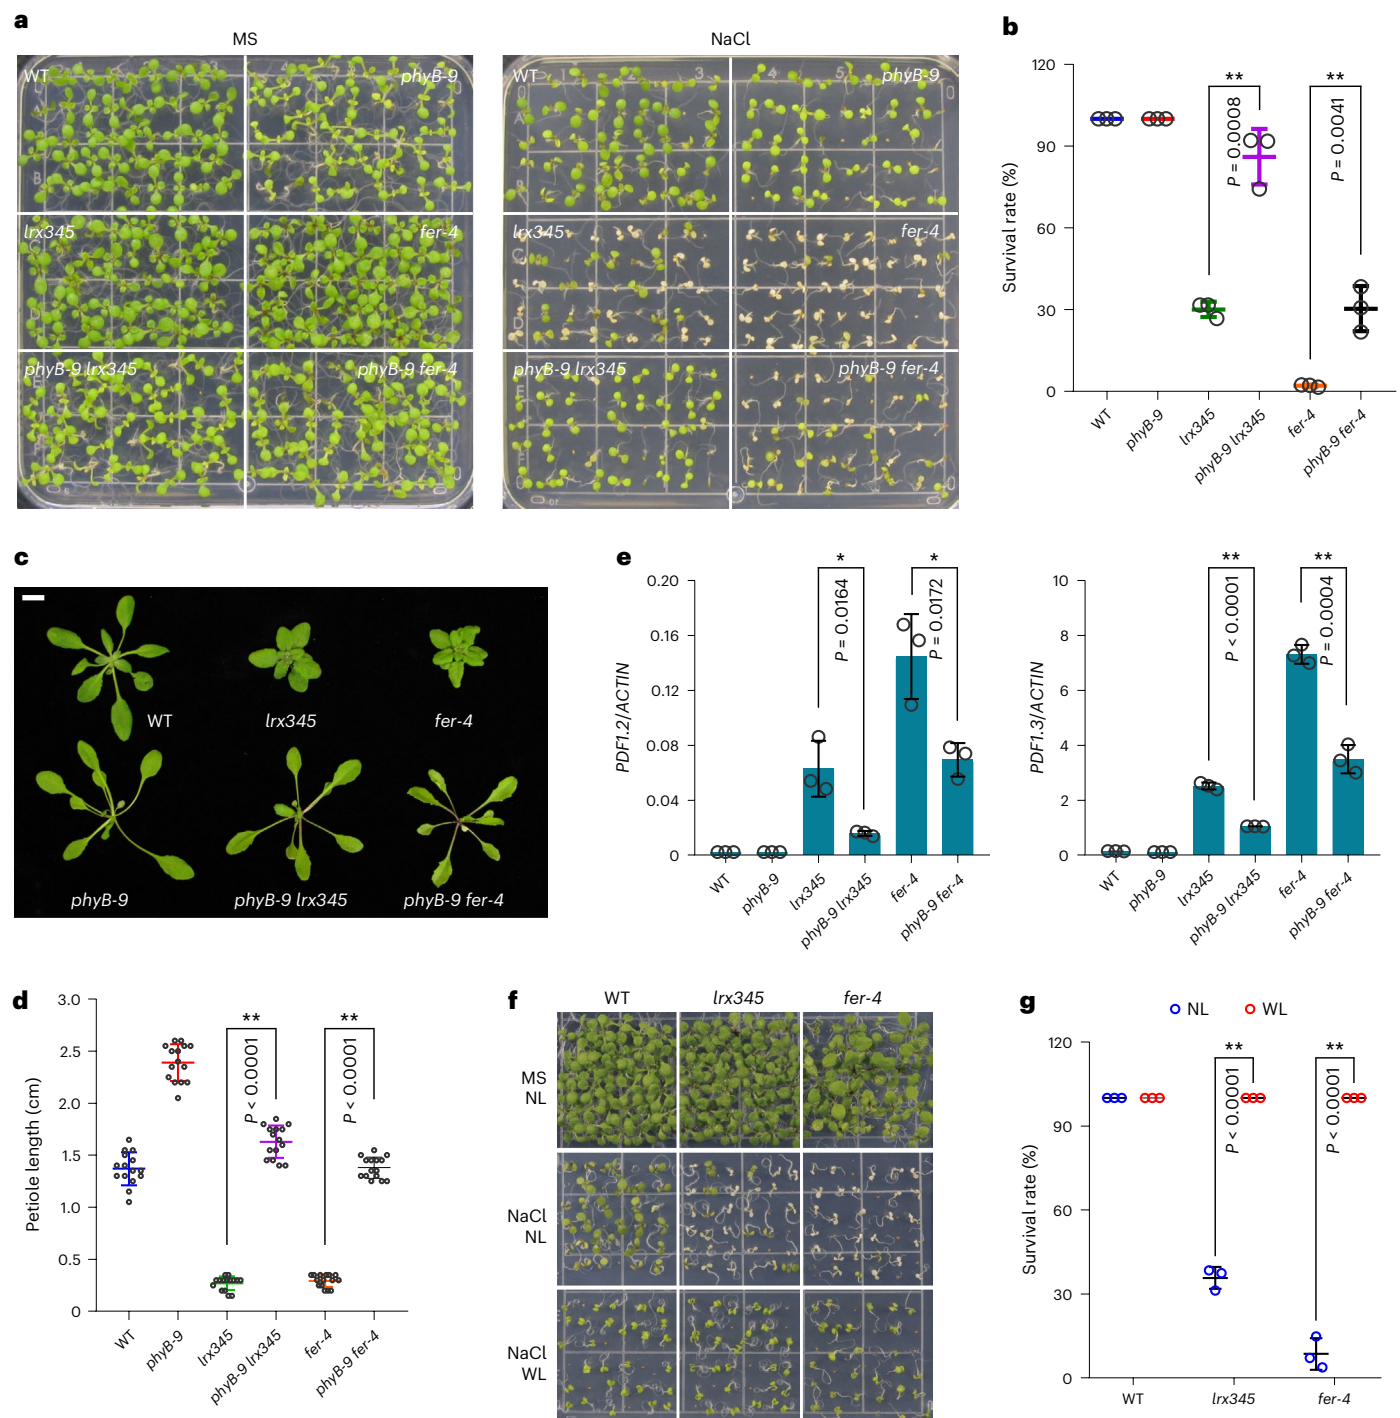 a
MS
NaCl
WT
phyB-9
lrx345
fer-4
phyB-9 lrx345
phyB-9 fer-4
WT
phyB-9
lrx345
fer-4
phyB-9 lrx345
phyB-9 fer-4
b
Survival rate (%)
120
90
60
30
0
**
P = 0.0008
**
P = 0.0041
WT
phyB-9
lrx345
phyB-9 lrx345
fer-4
phyB-9 fer-4
c
WT
lrx345
fer-4
phyB-9
phyB-9 lrx345
phyB-9 fer-4
e
PDF1.2/ACTIN
0.20
0.16
0.12
0.08
0.04
0
*
P = 0.0164
*
P = 0.0172
WT
phyB-9
lrx345
phyB-9 lrx345
fer-4
phyB-9 fer-4
PDF1.3/ACTIN
10
8
6
4
2
0
**
P < 0.0001
**
P = 0.0004
WT
phyB-9
lrx345
phyB-9 lrx345
fer-4
phyB-9 fer-4
d
Petiole length (cm)
3.0
2.5
2.0
1.5
1.0
0.5
0
**
P < 0.0001
**
P < 0.0001
WT
phyB-9
lrx345
phyB-9 lrx345
fer-4
phyB-9 fer-4
f
WT
lrx345
fer-4
MS
NL
NaCl
NL
NaCl
WL
g
NL
WL
Survival rate (%)
120
90
60
30
0
**
P < 0.0001
**
P < 0.0001
WT
lrx345
fer-4